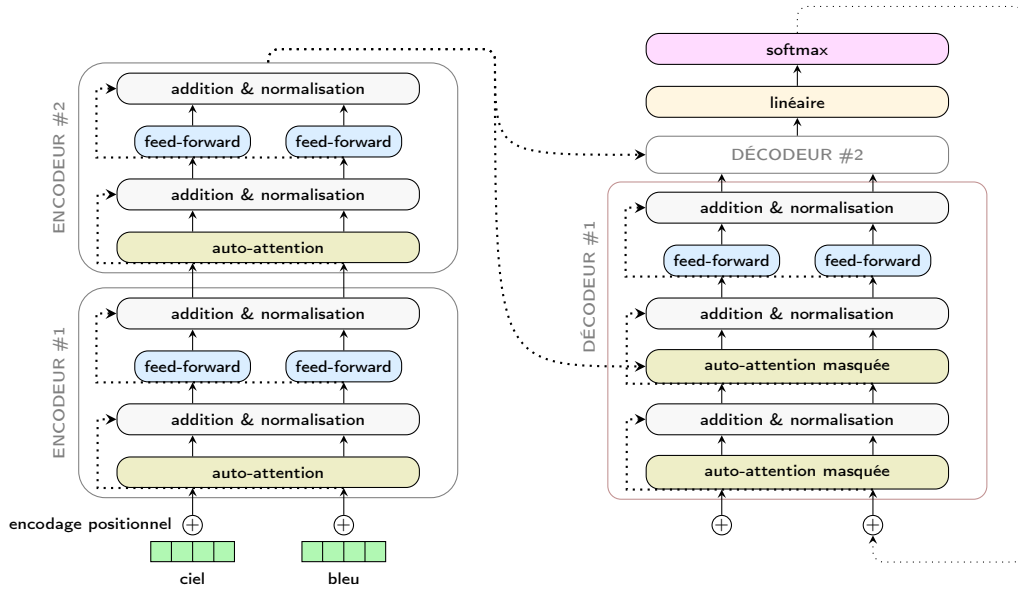 ENCODEUR #2
addition & normalisation
feed-forward feed-forward
addition & normalisation
auto-attention
ENCODEUR #1
addition & normalisation
feed-forward feed-forward
addition & normalisation
auto-attention
encodage positionnel
ciel bleu
softmax
linéaire
DÉCODEUR #2
DÉCODEUR #1
addition & normalisation
feed-forward feed-forward
addition & normalisation
auto-attention masquée
addition & normalisation
auto-attention masquée